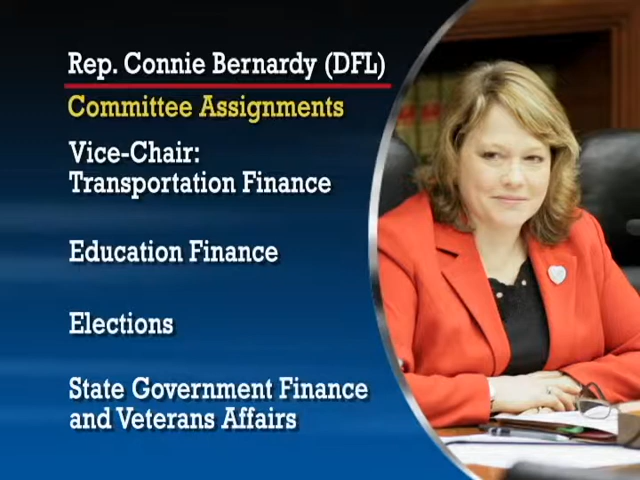 Rep. Connie Bernardy (DFL)
Committee Assignments
Vice-Chair:
Transportation Finance
Education Finance
Elections
State Government Finance
and Veterans Affairs